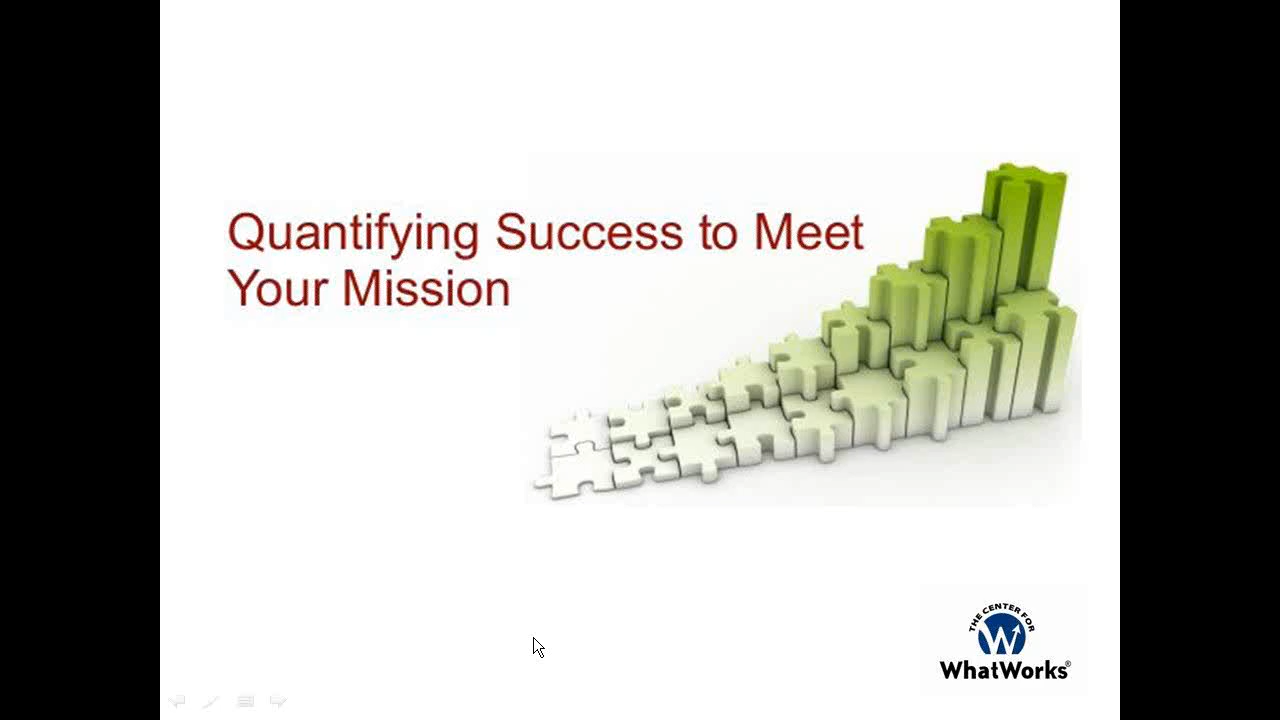 Quantifying Success to Meet
Your Mission
THE CENTER FOR
W
WhatWorks®